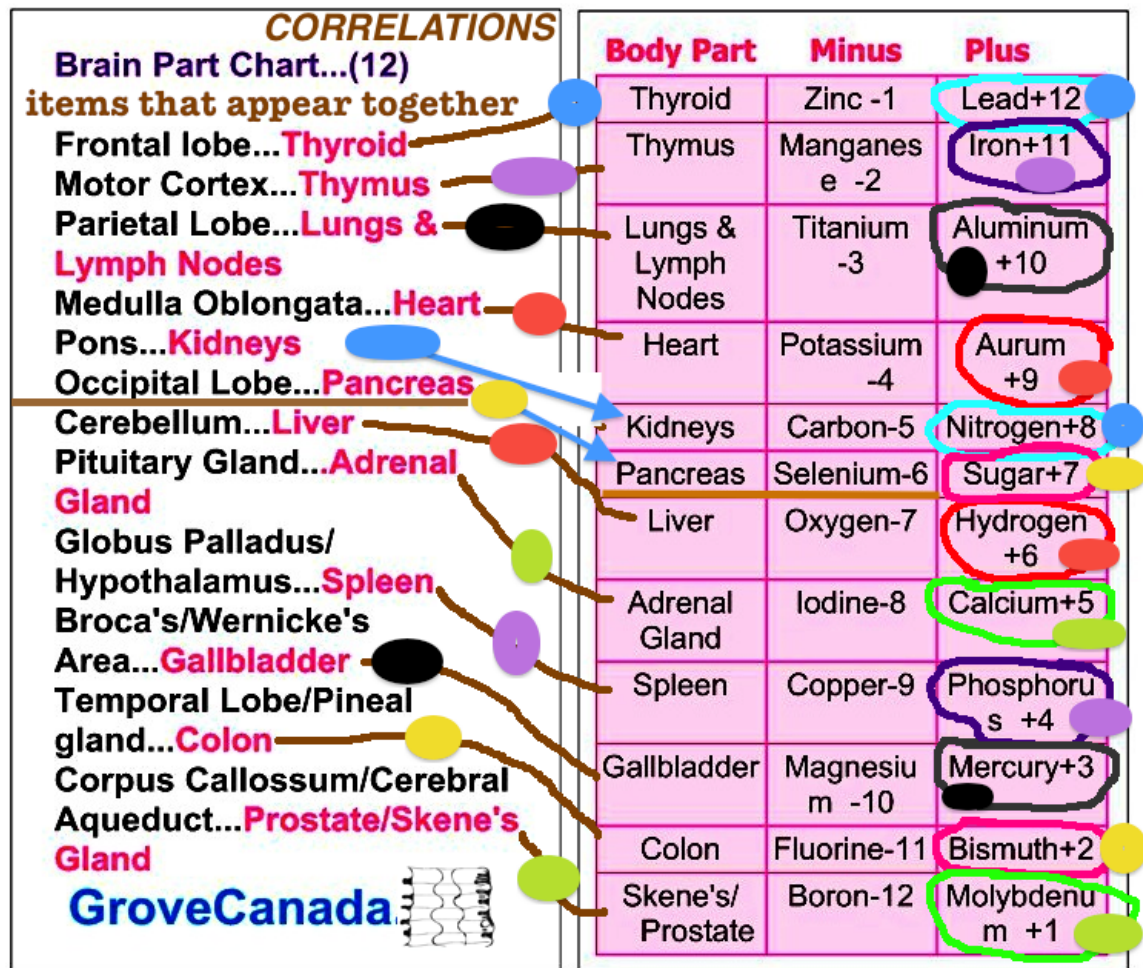 CORRELATIONS
Brain Part Chart...(12)
items that appear together
Frontal lobe...Thyroid
Motor Cortex...Thymus
Parietal Lobe...Lungs &
Lymph Nodes
Medulla Oblongata...Heart
Pons...Kidneys
Occipital Lobe...Pancreas
Cerebellum...Liver
Pituitary Gland...Adrenal
Gland
Globus Palladus/
Hypothalamus...Spleen
Broca's/Wernicke's
Area...Gallbladder
Temporal Lobe/Pineal
gland...Colon
Corpus Callossum/Cerebral
Aqueduct...Prostate/Skene's
Gland
GroveCanada.
Body Part Minus Plus
Thyroid Zinc -1 Lead+12
Thymus Manganes Iron+11
e -2
Lungs & Titanium Aluminum
Lymph -3 +10
Nodes
Heart Potassium Aurum
-4 +9
Kidneys Carbon-5 Nitrogen+8
Pancreas Selenium-6 Sugar+7
Liver Oxygen-7 Hydrogen
+6
Adrenal Iodine-8 Calcium+5
Gland
Spleen Copper-9 Phosphoru
s +4
Gallbladder Magnesiu Mercury+3
m -10
Colon Fluorine-11 Bismuth+2
Skene's/ Boron-12 Molybdenu
Prostate m +1